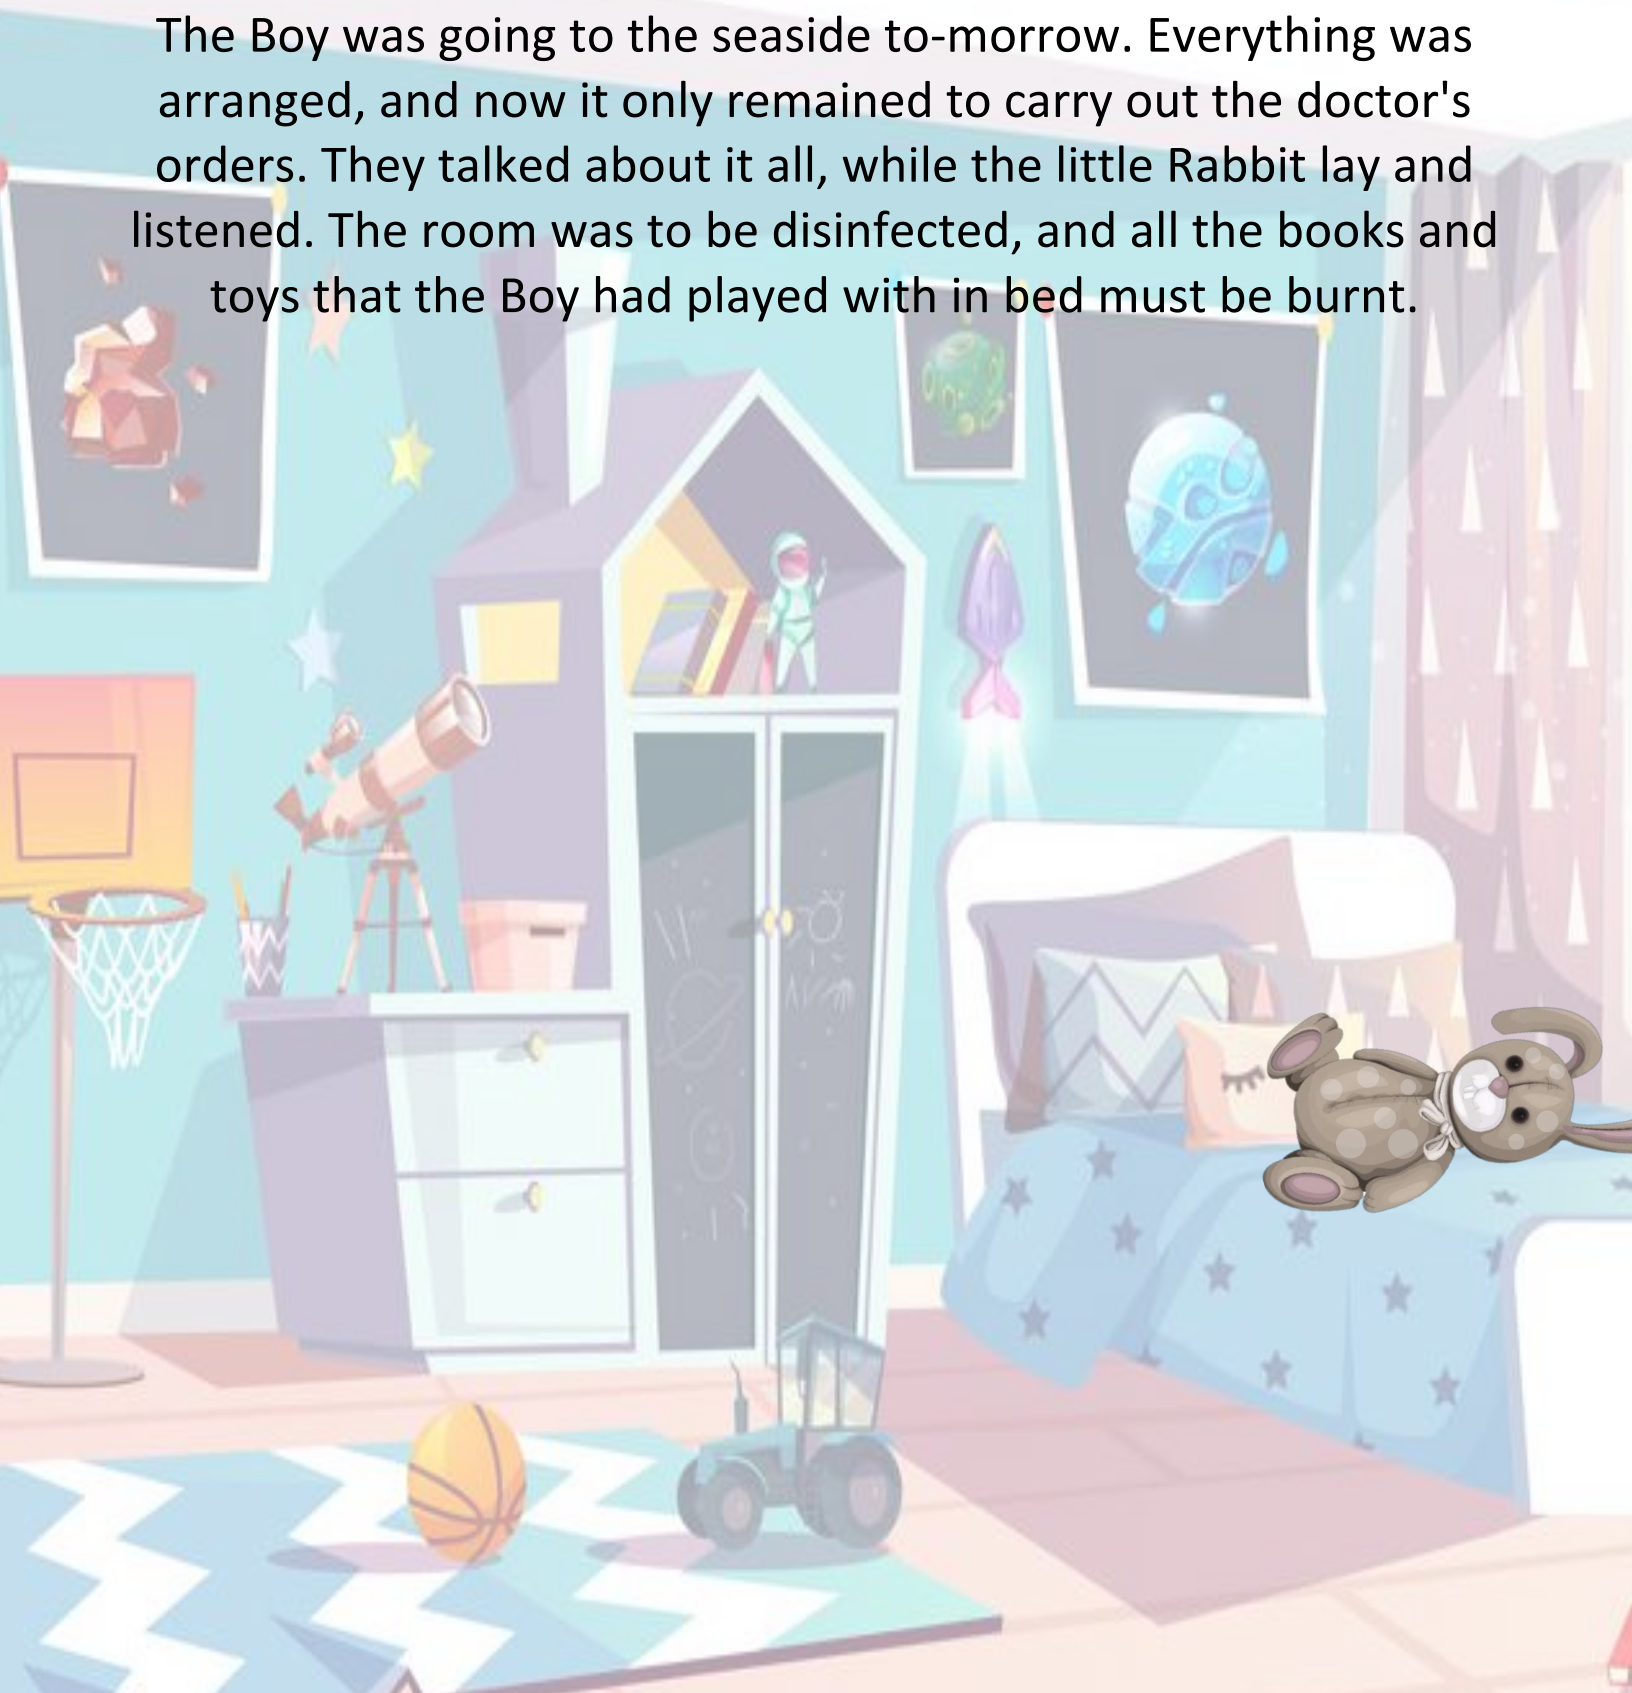 The Boy was going to the seaside to-morrow. Everything was
arranged, and now it only remained to carry out the doctor's
orders. They talked about it all, while the little Rabbit lay and
listened. The room was to be disinfected, and all the books and
toys that the Boy had played with in bed must be burnt.